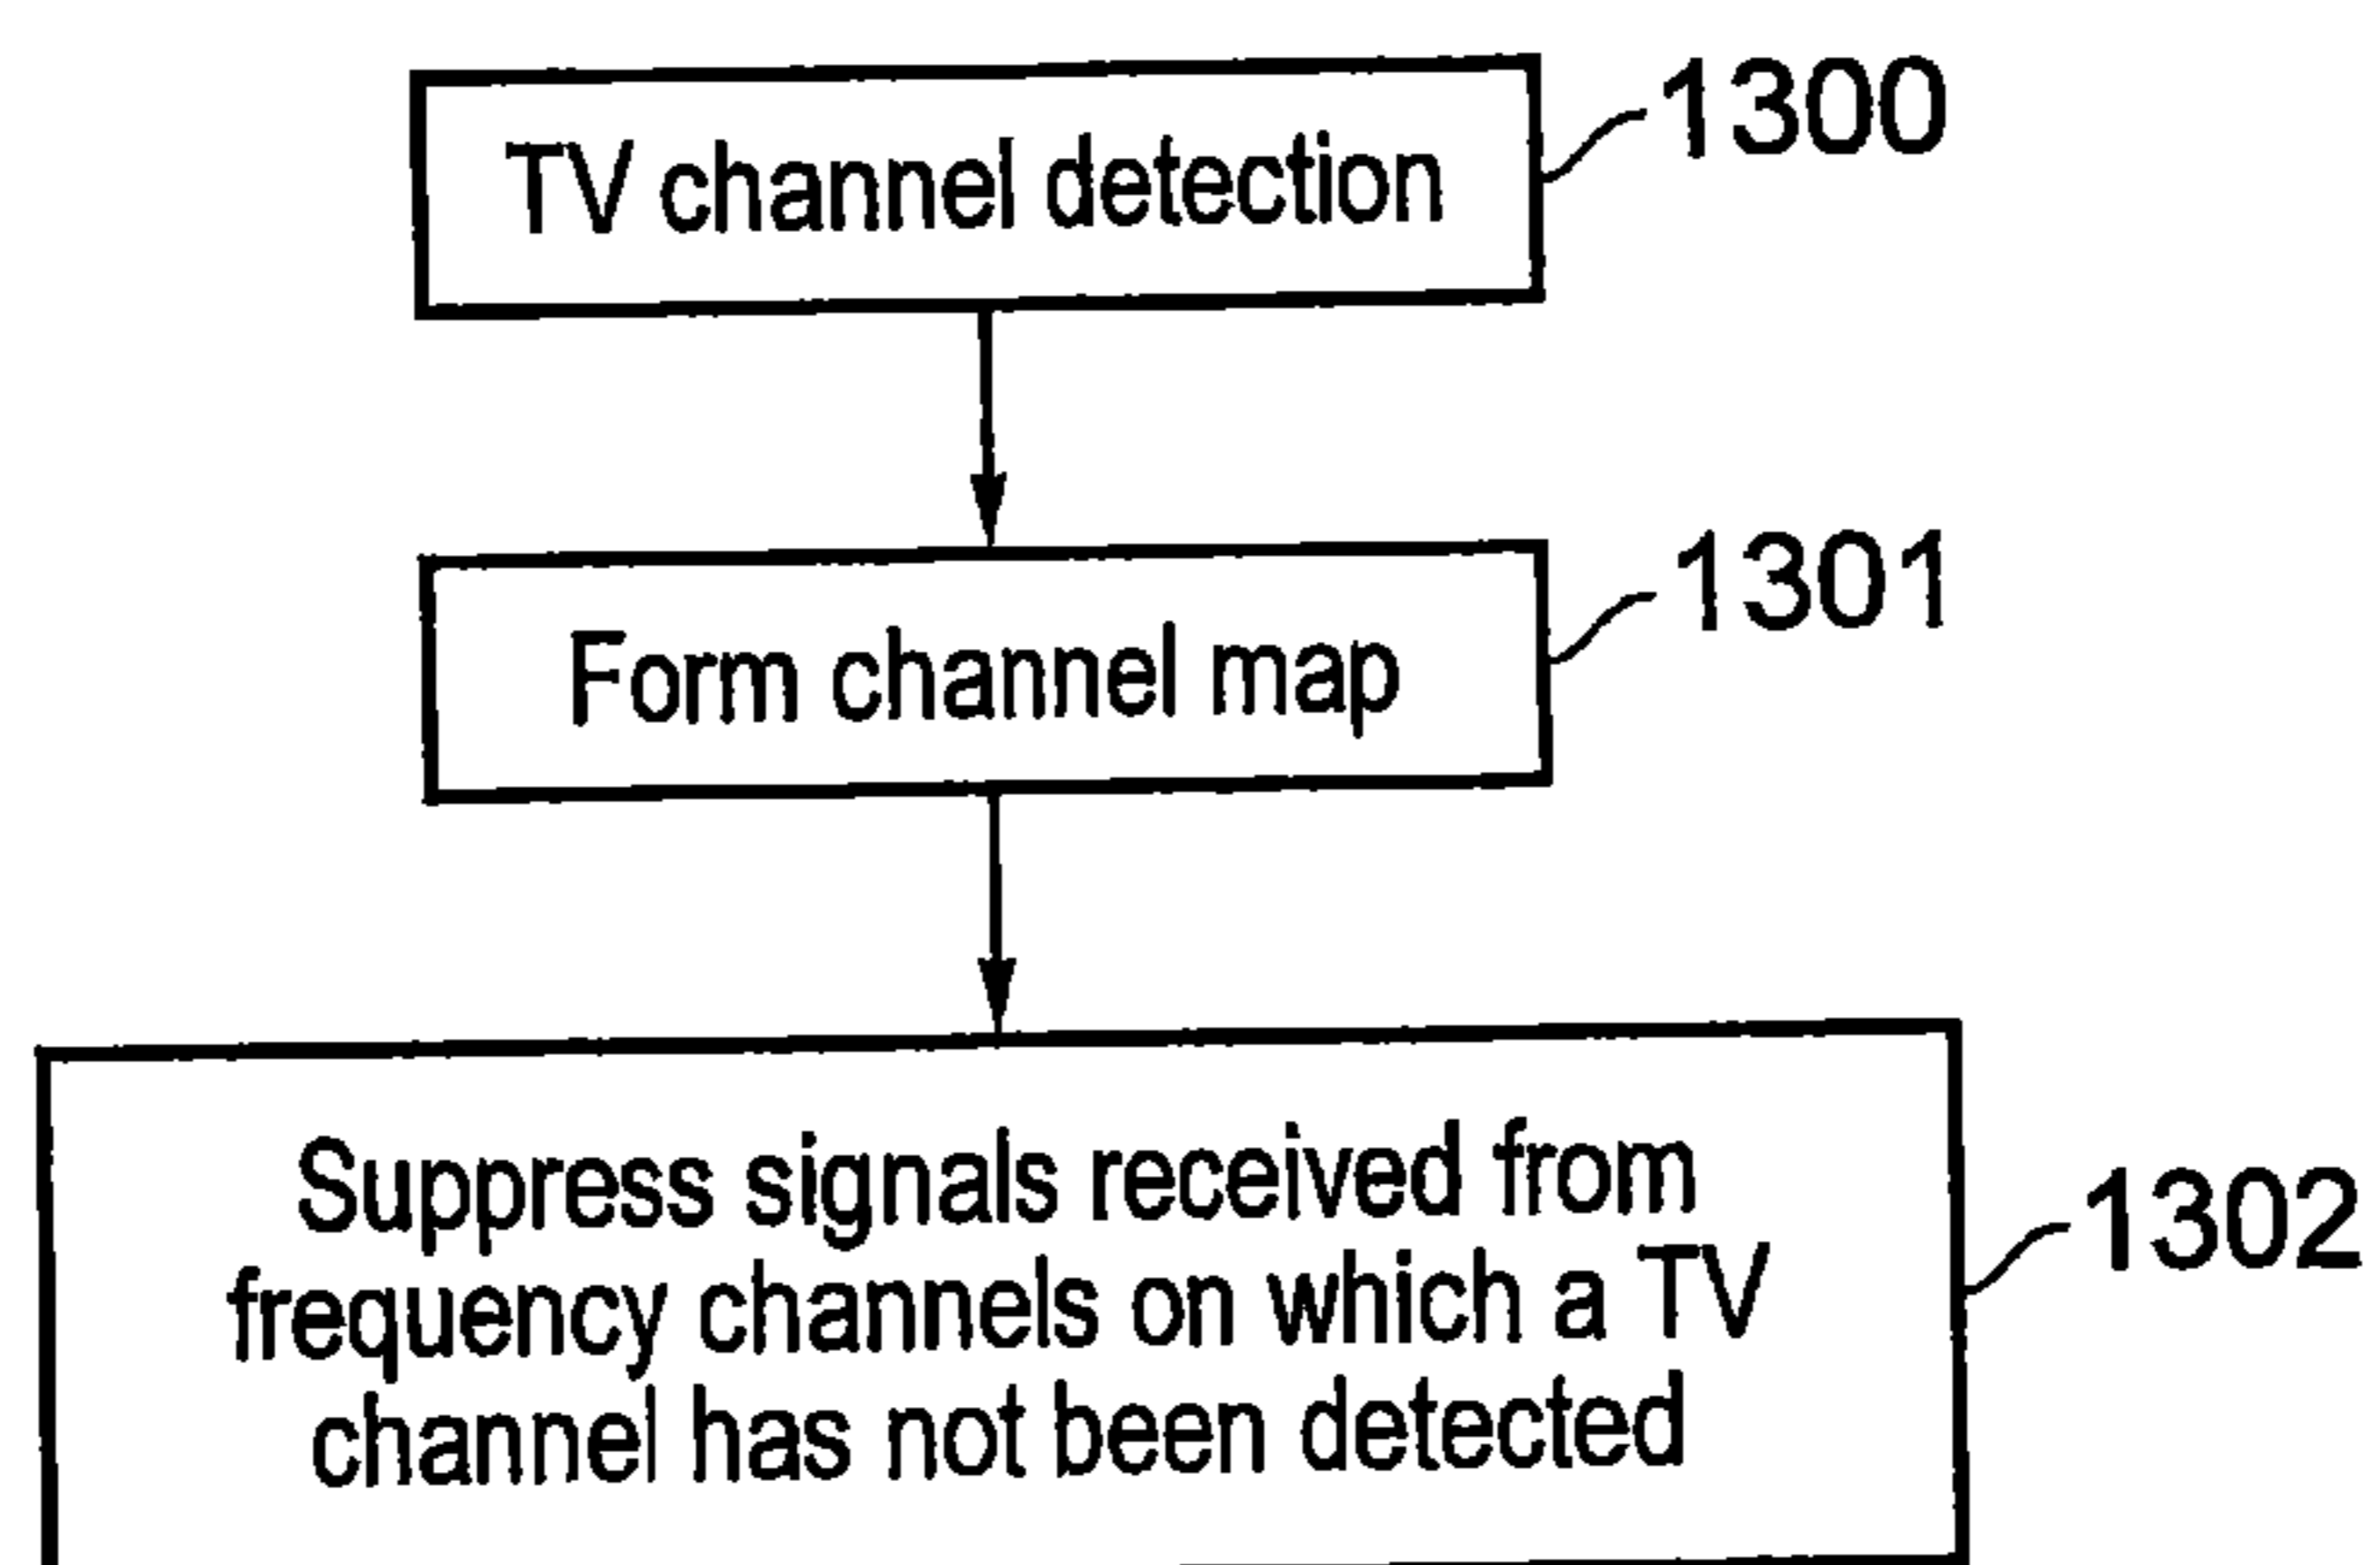 TV channel detection
1300
Form channel map
1301
Suppress signals received from
frequency channels on which a TV
channel has not been detected
1302